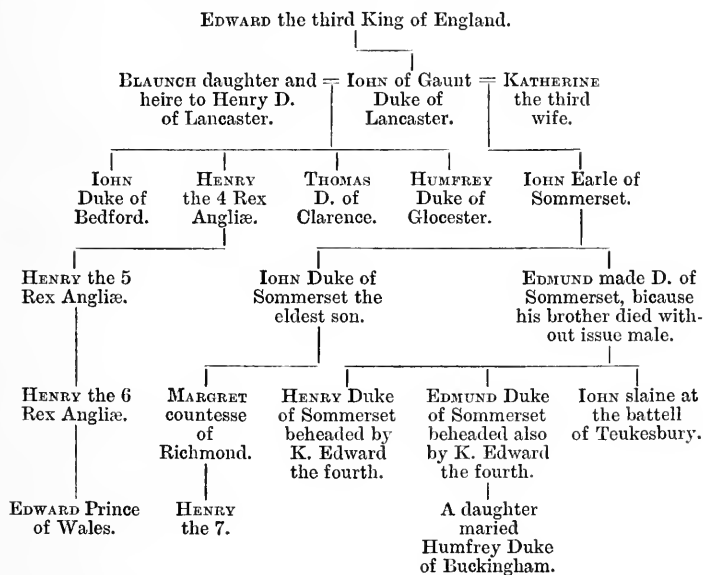 EDWARD the third King of England.
BLAUNCH daughter and
heire to Henry D.
of Lancaster.
=
IOHN of Gaunt
Duke of
Lancaster.
=
KATHERINE
the third
wife.
IOHN
Duke of
Bedford.
HENRY
the 4 Rex
Angliæ.
THOMAS
D. of
Clarence.
HUMFREY
Duke of
Glocester.
IOHN Earle of
Sommerset.
HENRY the 5
Rex Angliæ.
IOHN Duke of
Sommerset the
eldest son.
EDMUND made D. of
Sommerset, bicause
his brother died with-
out issue male.
HENRY the 6
Rex Angliæ.
MARGRET
countesse
of
Richmond.
HENRY Duke
of Sommerset
beheaded by
K. Edward
the fourth.
EDMUND Duke
of Sommerset
beheaded also
by K. Edward
the fourth.
IOHN slaine at
the battell
of Teukesbury.
EDWARD Prince
of Wales.
HENRY
the 7.
A daughter
maried
Humfrey Duke
of Buckingham.